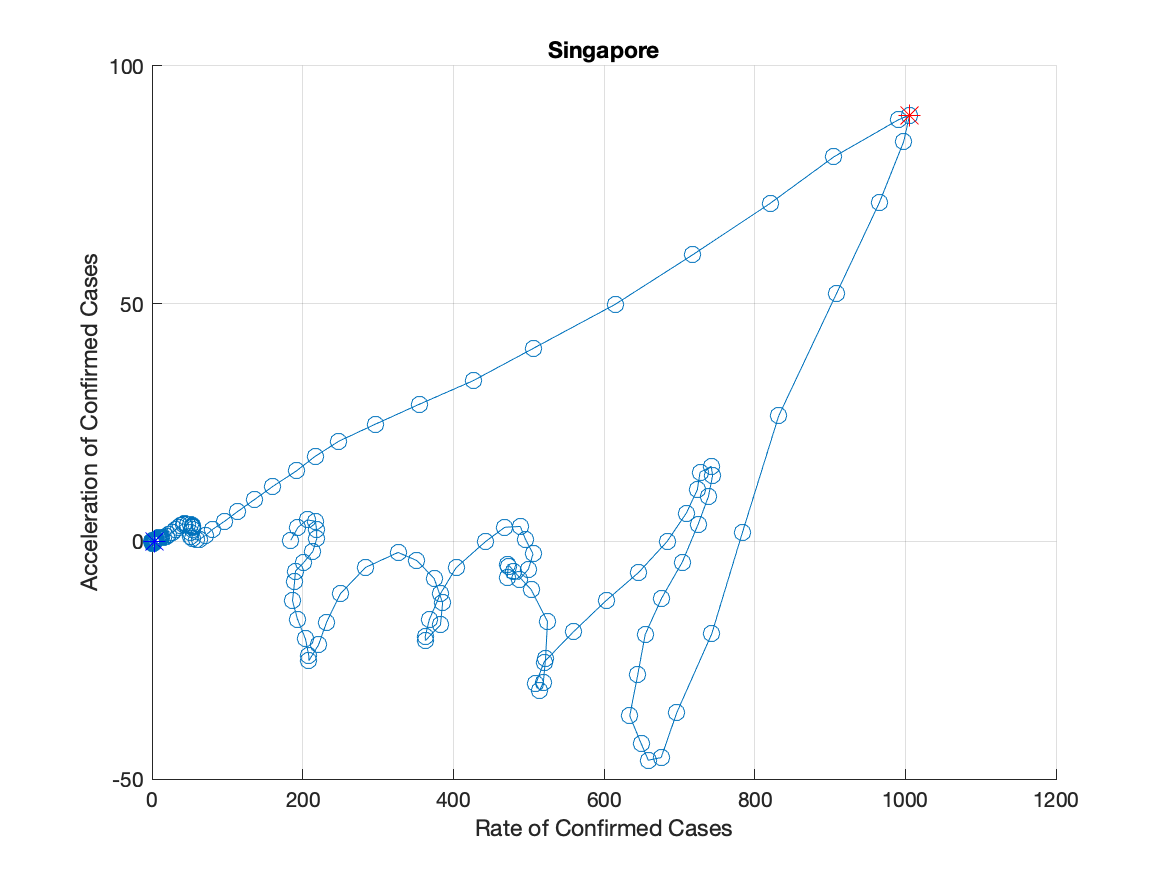 Singapore
100
50
0
-50
Acceleration of Confirmed Cases
0 200 400 600 800 1000 1200
Rate of Confirmed Cases